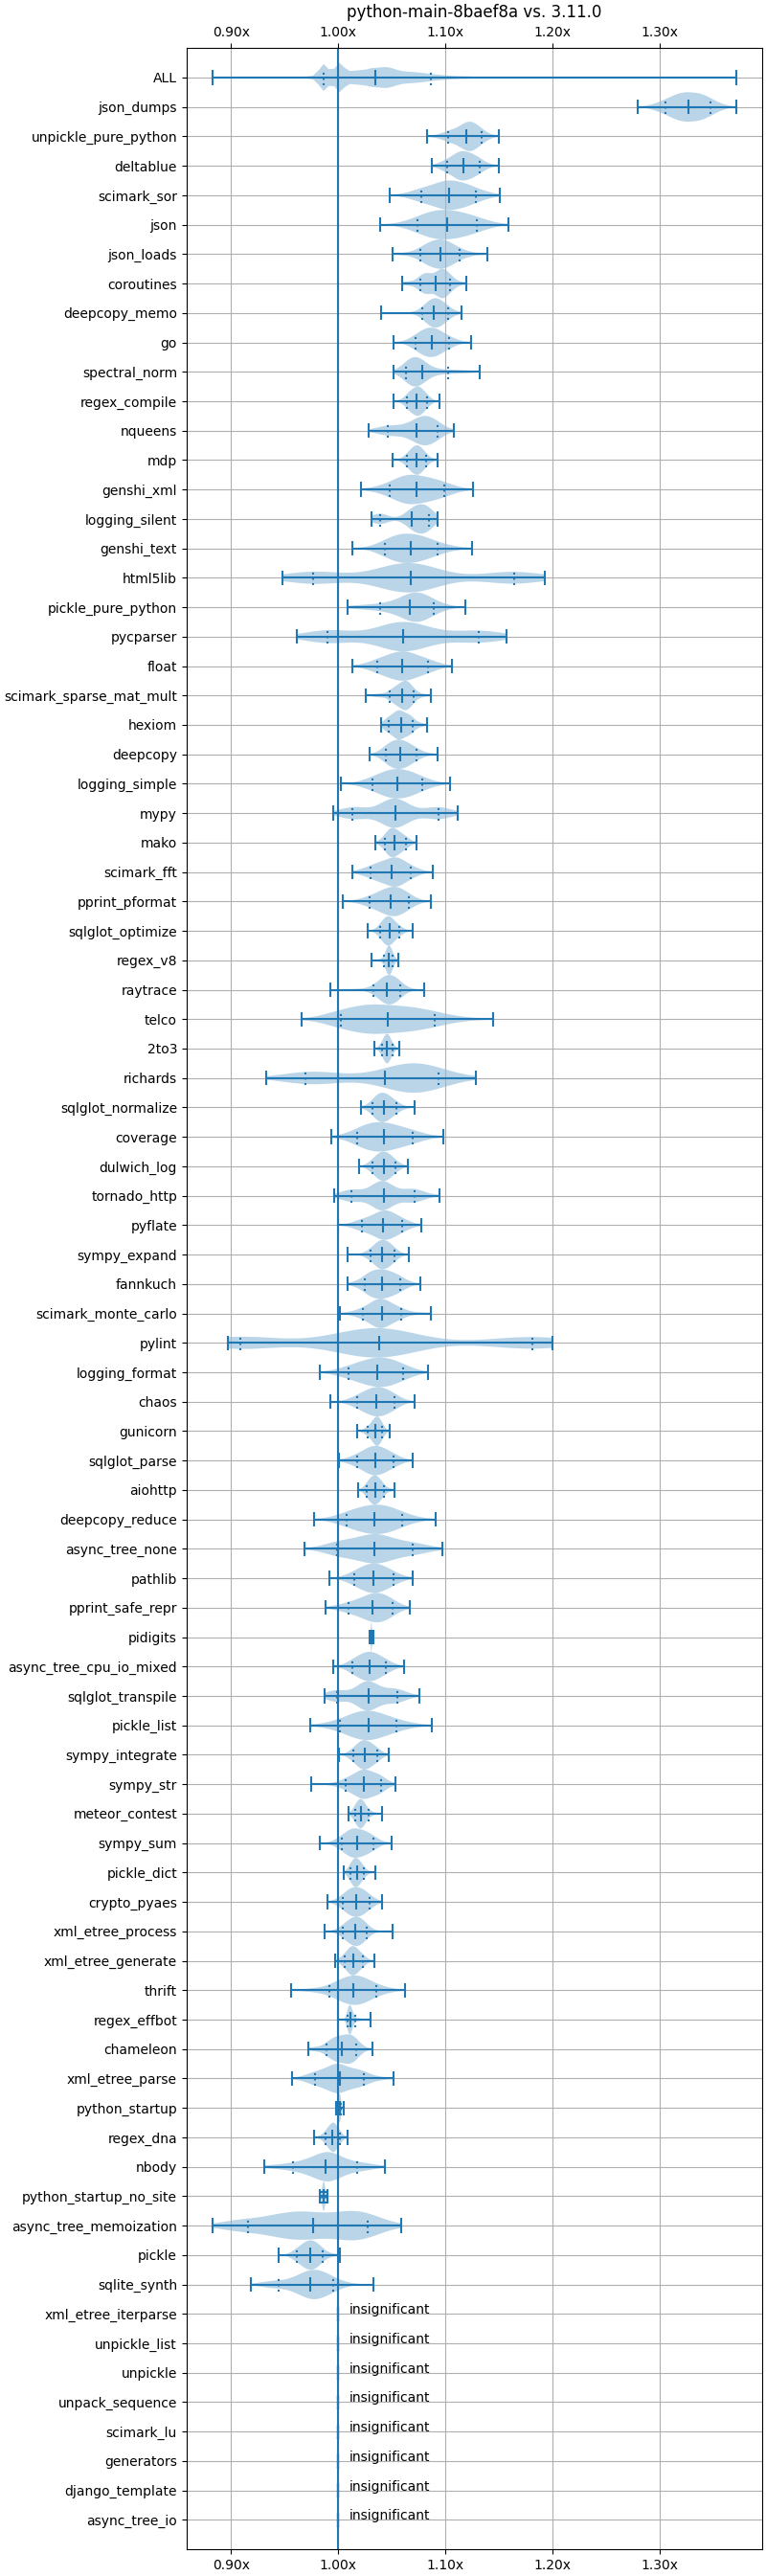 python-main-8baef8a vs. 3.11.0
0.90x 1.00x 1.10x 1.20x 1.30x
ALL
json_dumps
unpickle_pure_python
deltablue
scimark_sor
json
json_loads
coroutines
deepcopy_memo
go
spectral_norm
regex_compile
nqueens
mdp
genshi_xml
logging_silent
genshi_text
html5lib
pickle_pure_python
pycparser
float
scimark_sparse_mat_mult
hexiom
deepcopy
logging_simple
mypy
mako
scimark_fft
pprint_pformat
sqlglot_optimize
regex_v8
raytrace
telco
2to3
richards
sqlglot_normalize
coverage
dulwich_log
tornado_http
pyflate
sympy_expand
fannkuch
scimark_monte_carlo
pylint
logging_format
chaos
gunicorn
sqlglot_parse
aiohttp
deepcopy_reduce
async_tree_none
pathlib
pprint_safe_repr
pidigits
async_tree_cpu_io_mixed
sqlglot_transpile
pickle_list
sympy_integrate
sympy_str
meteor_contest
sympy_sum
pickle_dict
crypto_pyaes
xml_etree_process
xml_etree_generate
thrift
regex_effbot
chameleon
xml_etree_parse
python_startup
regex_dna
nbody
python_startup_no_site
async_tree_memoization
pickle
sqlite_synth
xml_etree_iterparse insignificant
unpickle_list insignificant
unpickle insignificant
unpack_sequence insignificant
scimark_lu insignificant
generators insignificant
django_template insignificant
async_tree_io insignificant
0.90x 1.00x 1.10x 1.20x 1.30x